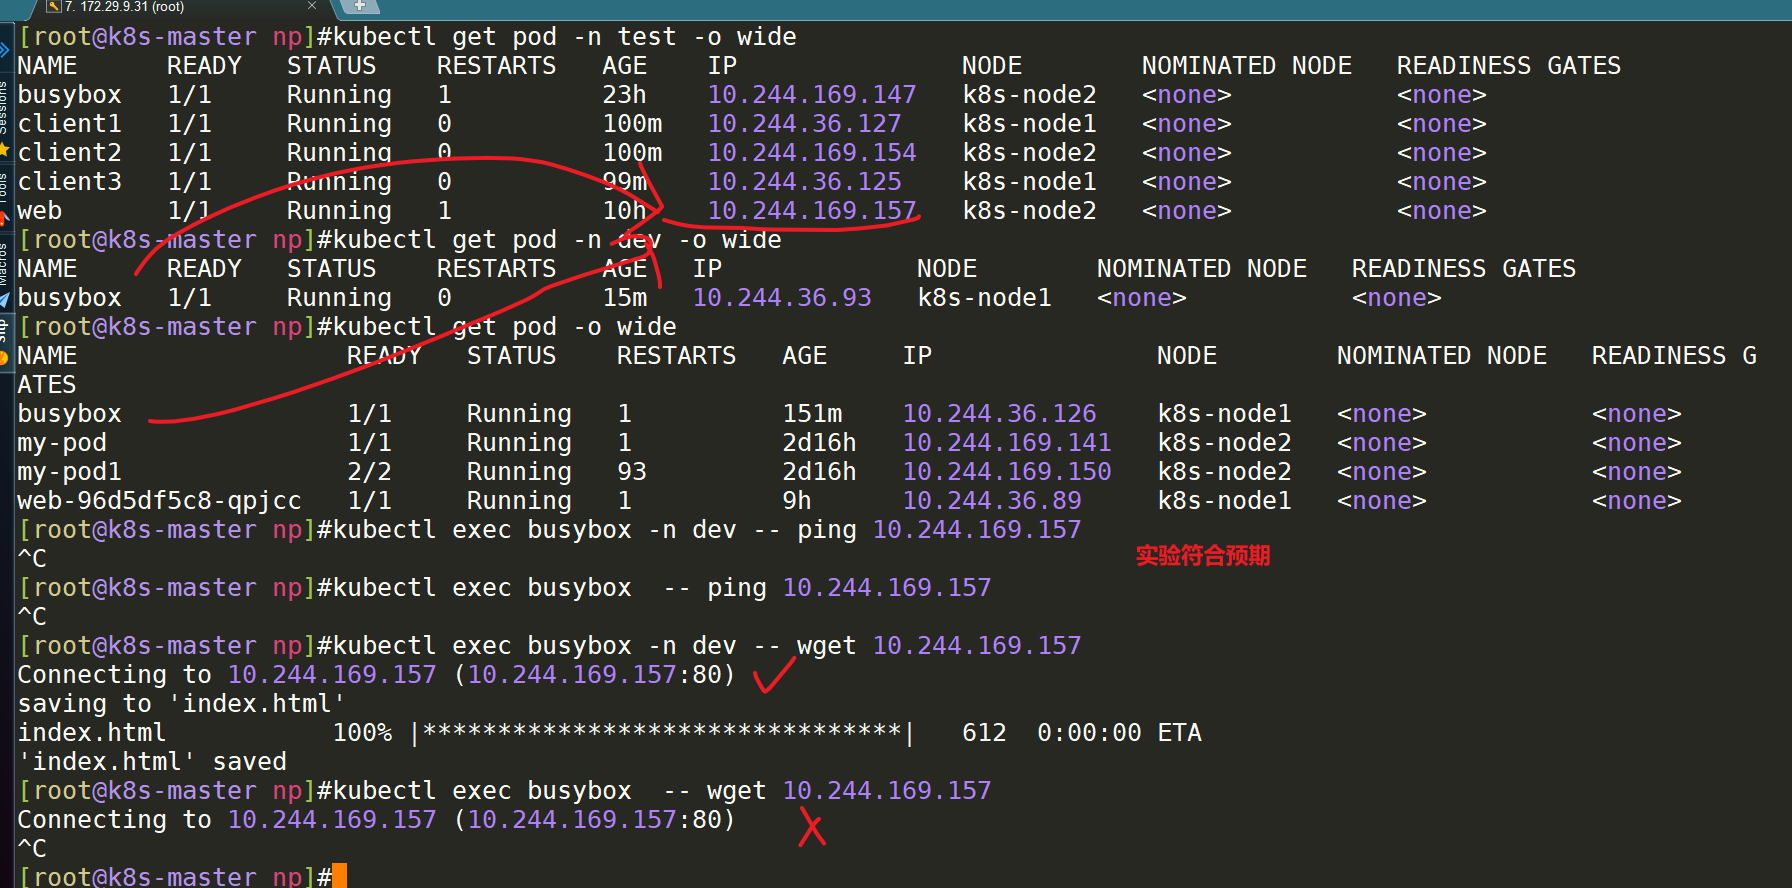 7. 172.29.9.31 (root)
Sessions
Tools
Macros
Sftp
[root@k8s-master np]#kubectl get pod -n test -o wide
NAME READY STATUS RESTARTS AGE IP NODE NOMINATED NODE READINESS GATES
busybox 1/1 Running 1 23h 10.244.169.147 k8s-node2 <none> <none>
client1 1/1 Running 0 100m 10.244.36.127 k8s-node1 <none> <none>
client2 1/1 Running 0 100m 10.244.169.154 k8s-node2 <none> <none>
client3 1/1 Running 0 99m 10.244.36.125 k8s-node1 <none> <none>
web 1/1 Running 1 10h 10.244.169.157 k8s-node2 <none> <none>
[root@k8s-master np]#kubectl get pod -n dev -o wide
NAME READY STATUS RESTARTS AGE IP NODE NOMINATED NODE READINESS GATES
busybox 1/1 Running 0 15m 10.244.36.93 k8s-node1 <none> <none>
[root@k8s-master np]#kubectl get pod -o wide
NAME READY STATUS RESTARTS AGE IP NODE NOMINATED NODE READINESS G
ATES
busybox 1/1 Running 1 151m 10.244.36.126 k8s-node1 <none> <none>
my-pod 1/1 Running 1 2d16h 10.244.169.141 k8s-node2 <none> <none>
my-pod1 2/2 Running 93 2d16h 10.244.169.150 k8s-node2 <none> <none>
web-96d5df5c8-qpjcc 1/1 Running 1 9h 10.244.36.89 k8s-node1 <none> <none>
[root@k8s-master np]#kubectl exec busybox -n dev -- ping 10.244.169.157
^C
实验符合预期
[root@k8s-master np]#kubectl exec busybox  -- ping 10.244.169.157
^C
[root@k8s-master np]#kubectl exec busybox -n dev -- wget 10.244.169.157
Connecting to 10.244.169.157 (10.244.169.157:80)
saving to 'index.html'
index.html 100% |********************************| 612 0:00:00 ETA
'index.html' saved
[root@k8s-master np]#kubectl exec busybox  -- wget 10.244.169.157
Connecting to 10.244.169.157 (10.244.169.157:80)
^C
[root@k8s-master np]#